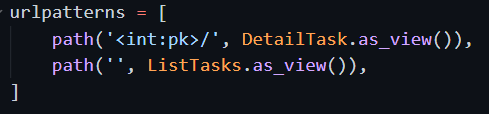 urlpatterns = [
    path('<int:pk>/', DetailTask.as_view()),
    path('', ListTasks.as_view()),
]